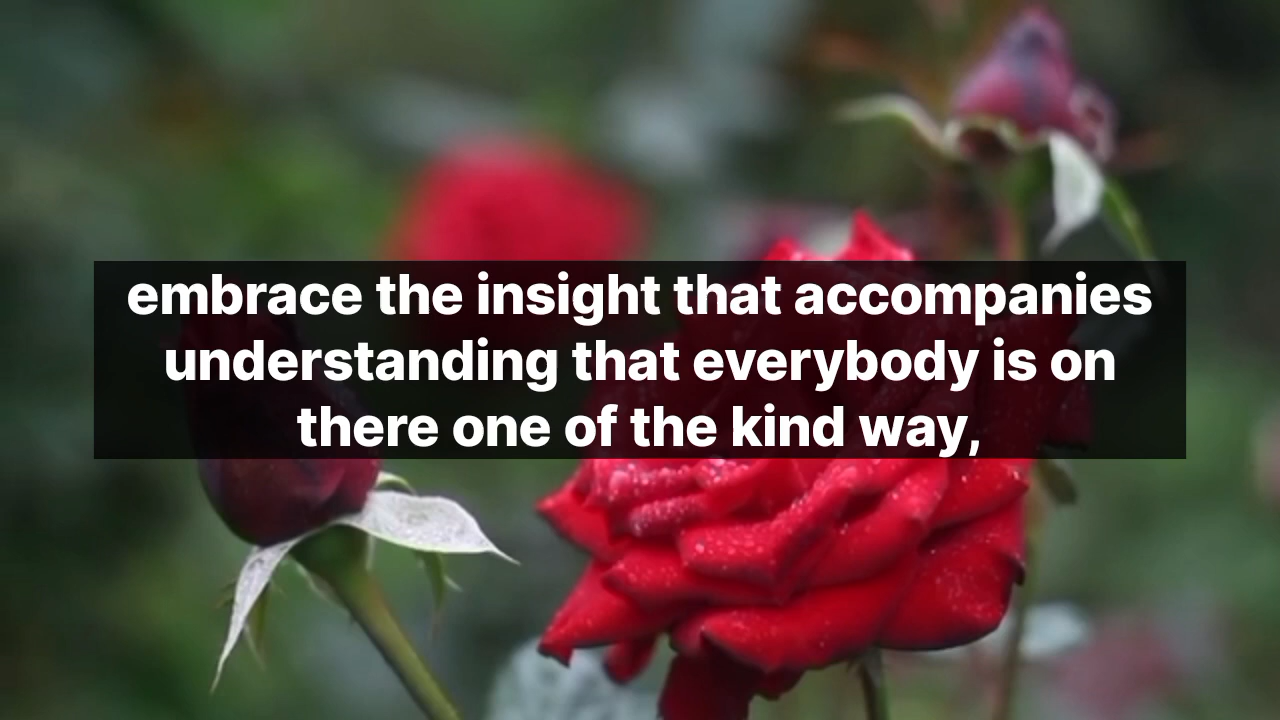 embrace the insight that accompanies
understanding that everybody is on
there one of the kind way,